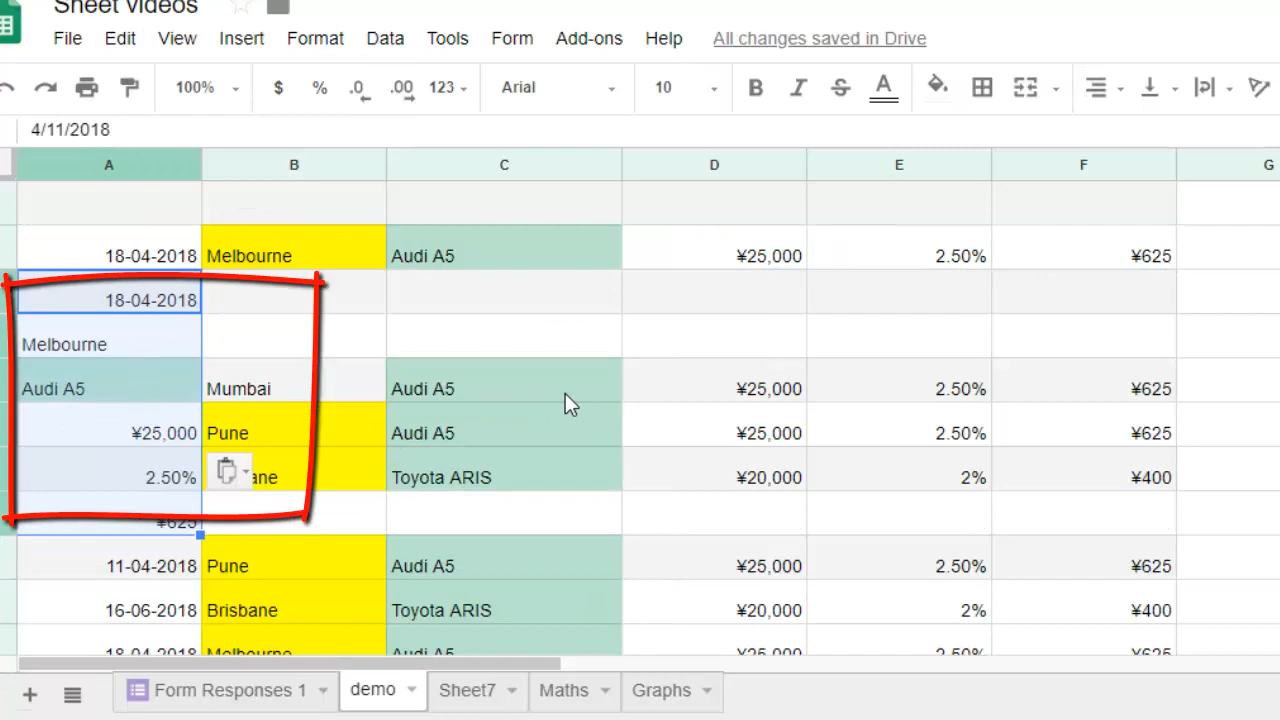 Sheet videos
File Edit View Insert Format Data Tools Form Add-ons Help All changes saved in Drive
100% $ % .0 .00 123 Arial 10 B I S A
4/11/2018
A B C D E F G
18-04-2018 Melbourne Audi A5 ¥25,000 2.50% ¥625
18-04-2018
Melbourne
Audi A5 Mumbai Audi A5 ¥25,000 2.50% ¥625
¥25,000 Pune Audi A5 ¥25,000 2.50% ¥625
2.50% ane Toyota ARIS ¥20,000 2% ¥400
¥625
11-04-2018 Pune Audi A5 ¥25,000 2.50% ¥625
16-06-2018 Brisbane Toyota ARIS ¥20,000 2% ¥400
18-04-2018 Melbourne Audi A5 ¥25,000 2.50% ¥625
Form Responses 1 demo Sheet7 Maths Graphs